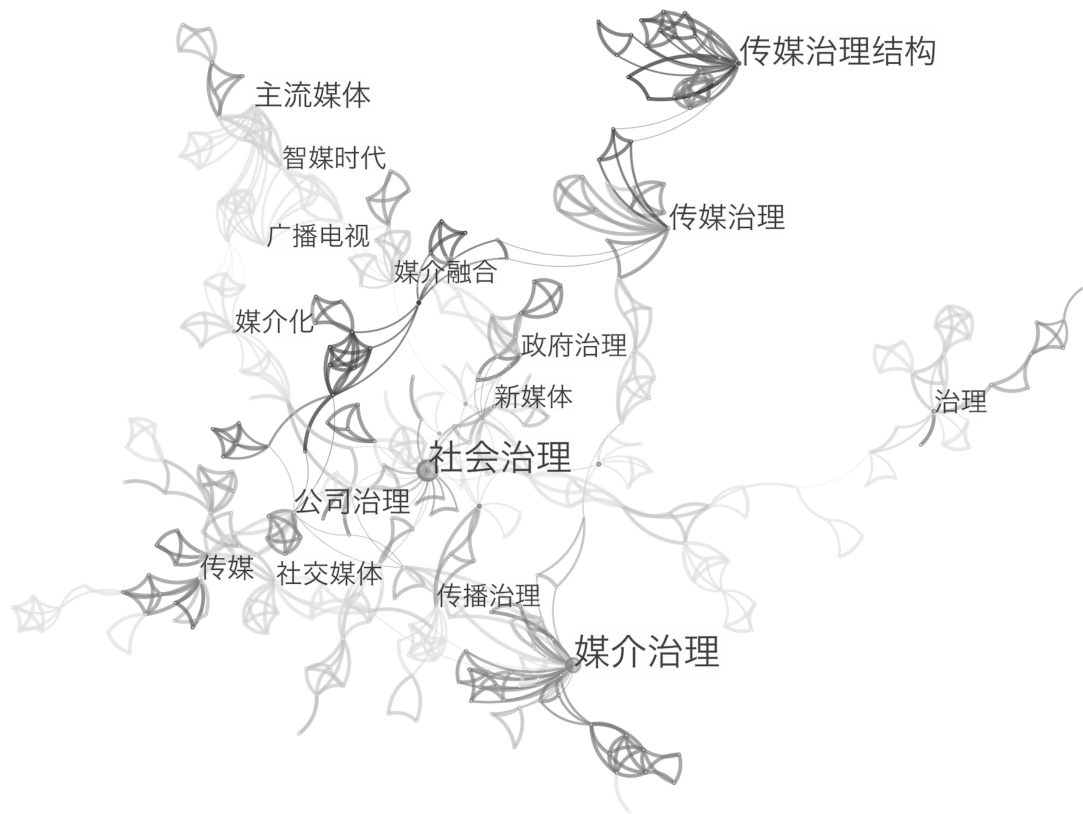 传媒治理结构
主流媒体
智媒时代
传媒治理
广播电视
媒介融合
媒介化
政府治理
新媒体
治理
社会治理
公司治理
传媒
社交媒体
传播治理
媒介治理